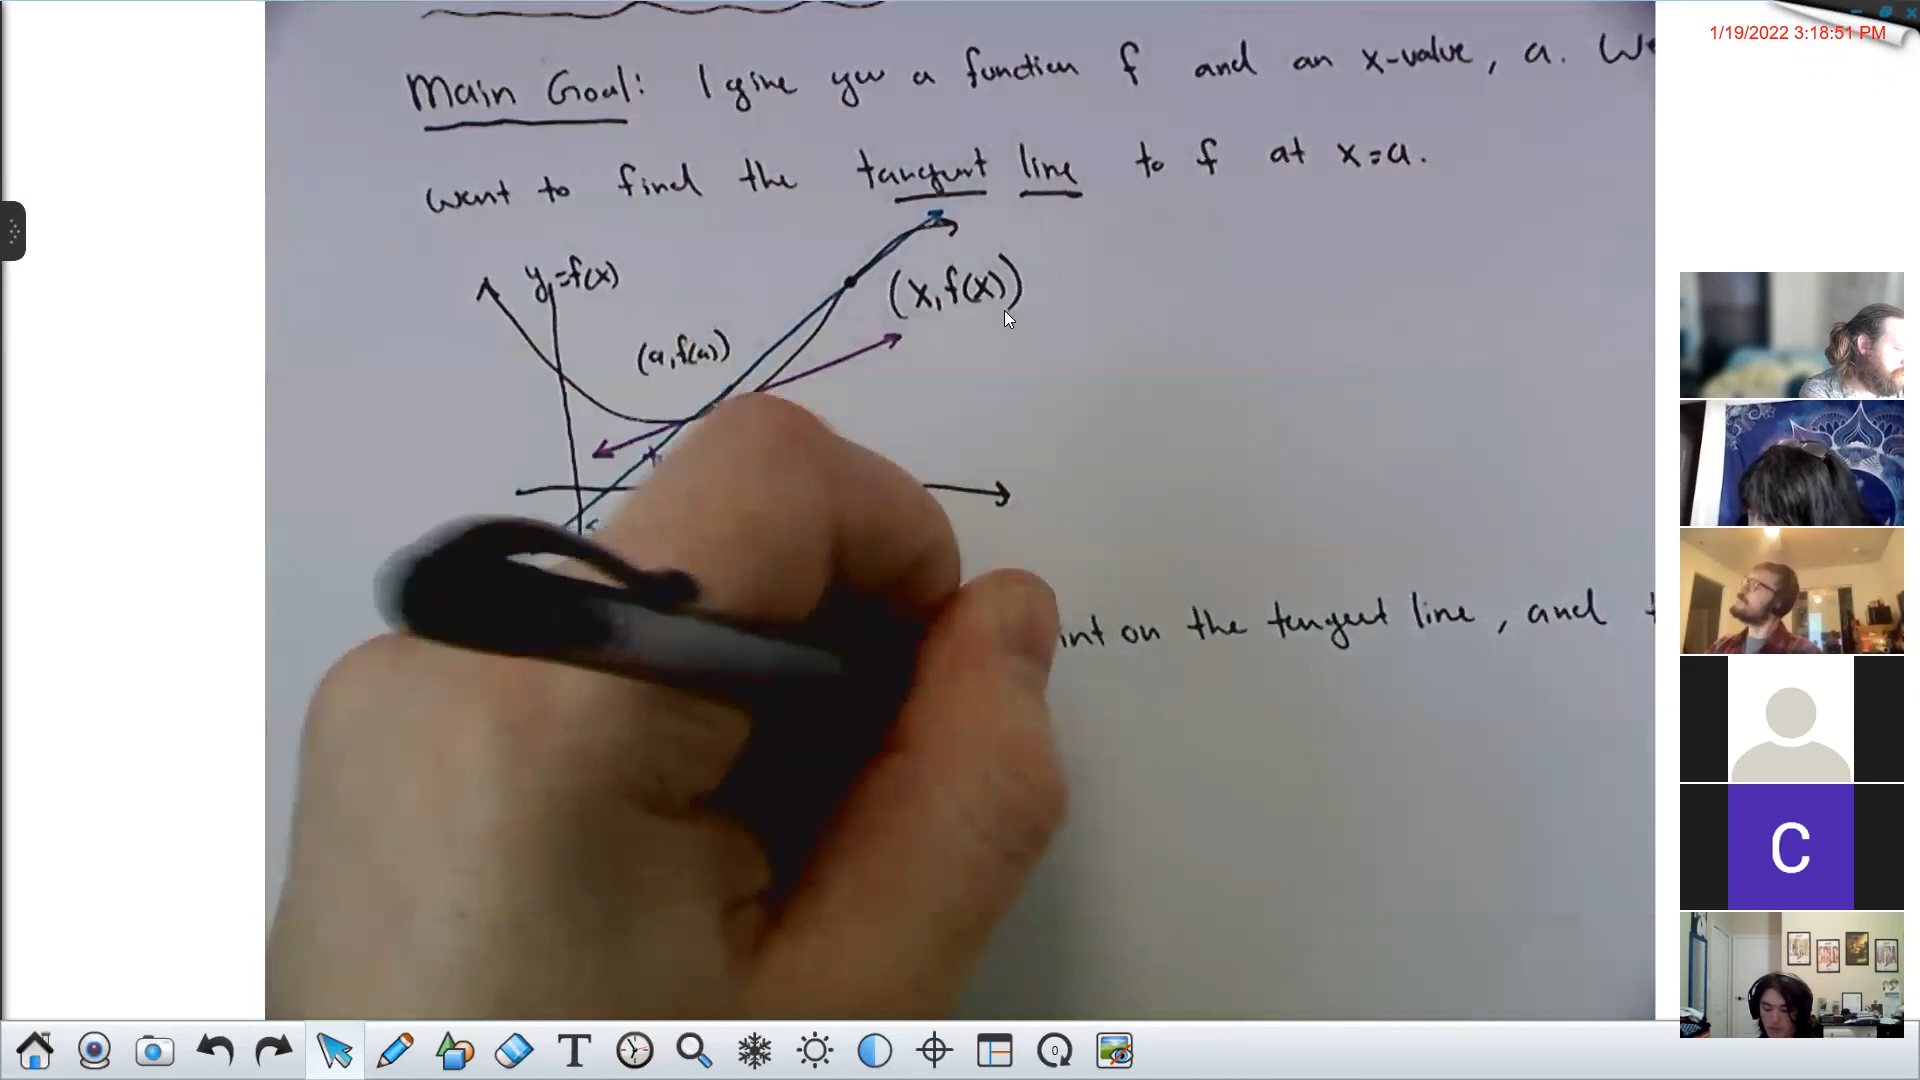 1/19/2022 3:18:51 PM
Main Goal: I give you a function f and an x-value, a. We
want to find the tangent line to f at x=a.
y=f(x)
(x,f(x))
(a,f(a))
int on the tangent line, and
C
T
0